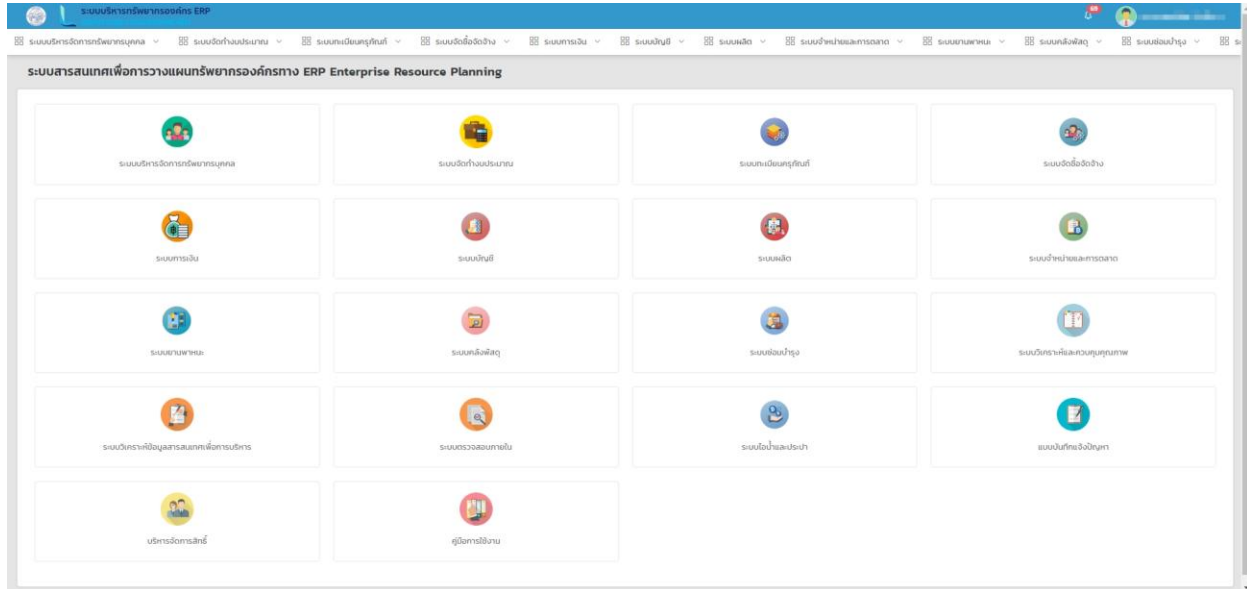 ระบบบริหารทรัพยากรองค์กร ERP
ระบบบริหารจัดการทรัพยากรบุคคล
ระบบจัดทำงบประมาณ
ระบบทะเบียนครุภัณฑ์
ระบบจัดซื้อจัดจ้าง
ระบบการเงิน
ระบบบัญชี
ระบบผลิต
ระบบจำหน่ายและการตลาด
ระบบยานพาหนะ
ระบบคลังพัสดุ
ระบบซ่อมบำรุง
ระบบสารสนเทศเพื่อการวางแผนทรัพยากรองค์กรทาง ERP Enterprise Resource Planning
ระบบบริหารจัดการทรัพยากรบุคคล
ระบบจัดทำงบประมาณ
ระบบทะเบียนครุภัณฑ์
ระบบจัดซื้อจัดจ้าง
ระบบการเงิน
ระบบบัญชี
ระบบผลิต
ระบบจำหน่ายและการตลาด
ระบบยานพาหนะ
ระบบคลังพัสดุ
ระบบซ่อมบำรุง
ระบบวิเคราะห์และควบคุมคุณภาพ
ระบบวิเคราะห์ข้อมูลสารสนเทศเพื่อการบริหาร
ระบบตรวจสอบภายใน
ระบบไอน้ำและประปา
แบบบันทึกแจ้งปัญหา
บริหารจัดการสิทธิ์
คู่มือการใช้งาน